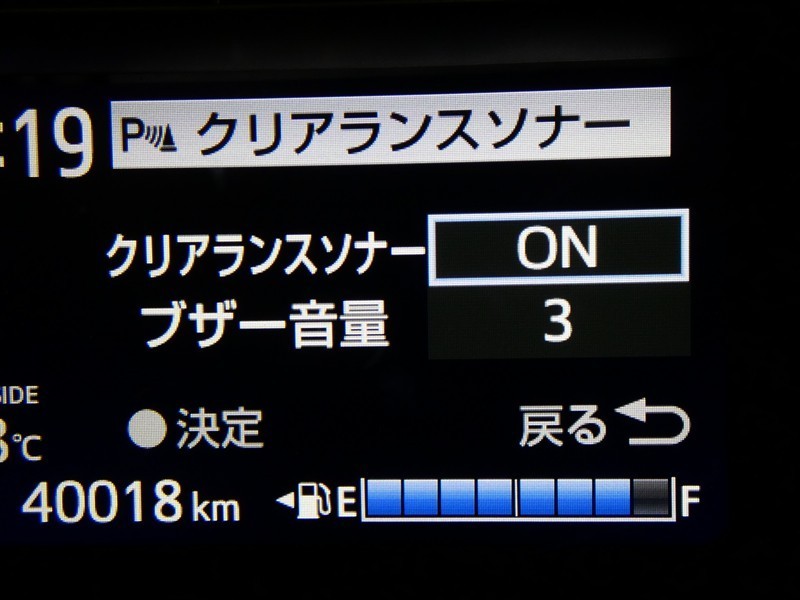 :19
P クリアランスソナー
クリアランスソナー ON
ブザー音量 3
SIDE
℃
決定 戻る
40018 km E F